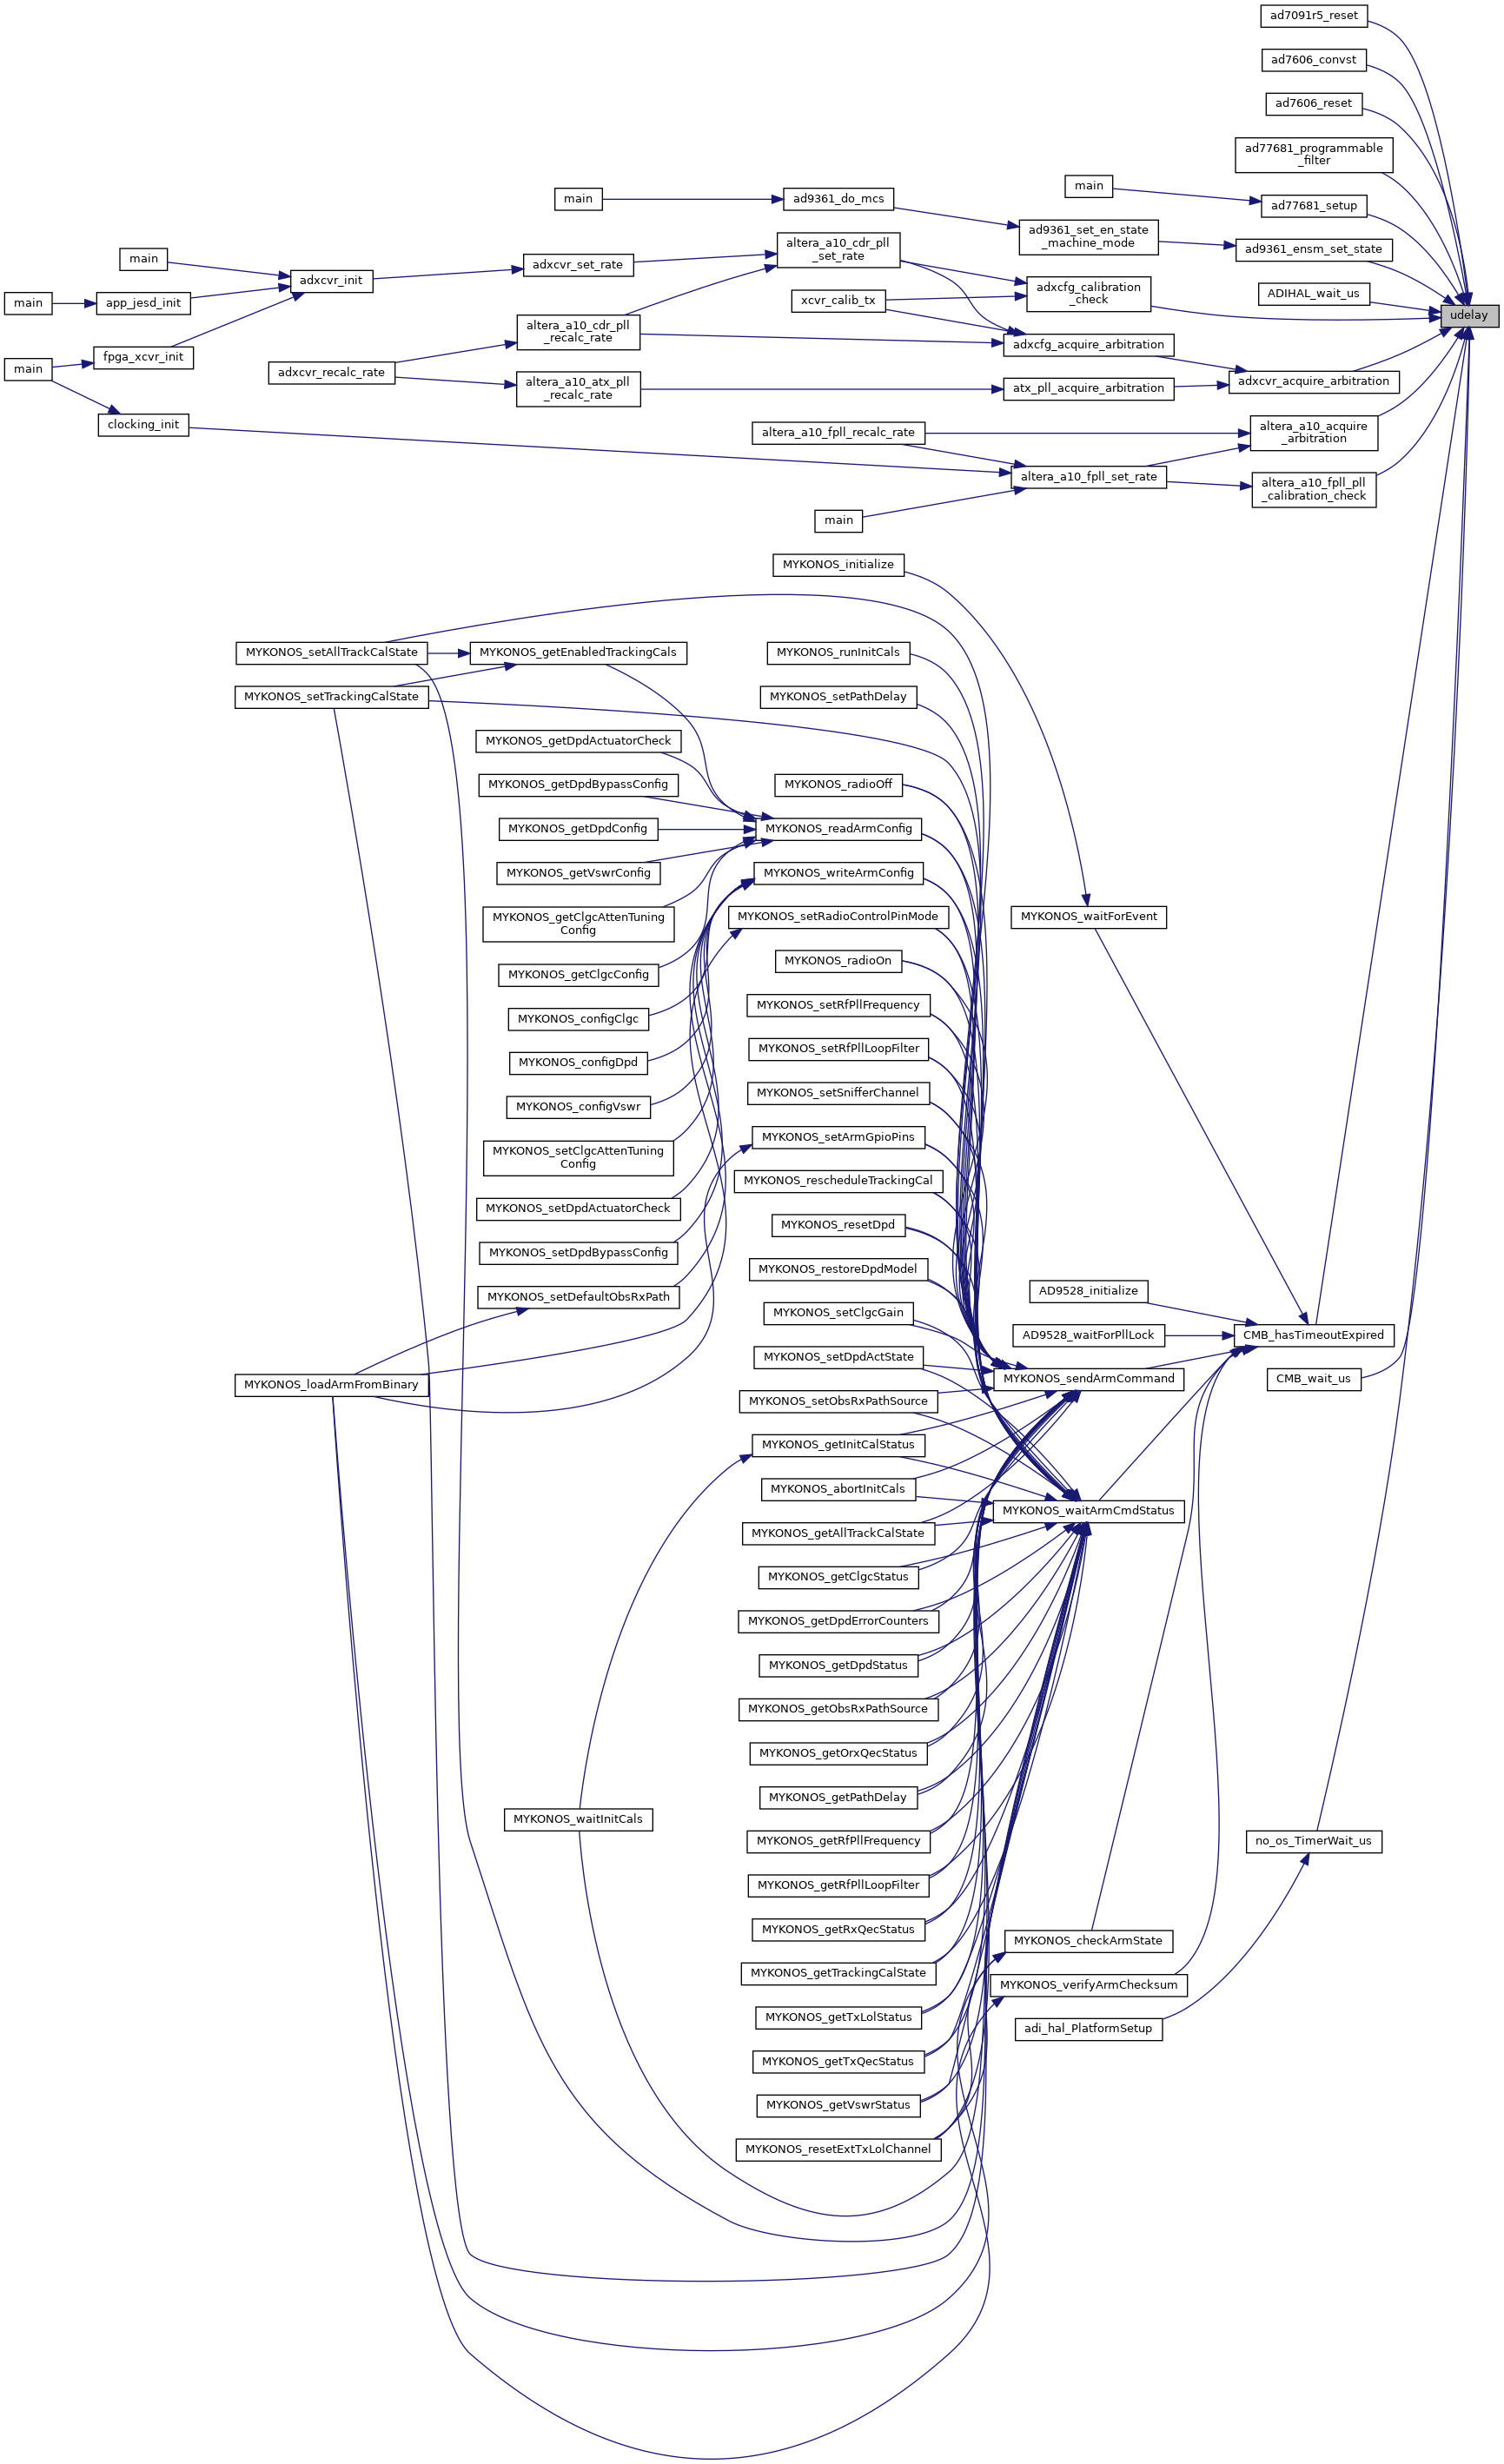 ad7091r5_reset
ad7606_convst
ad7606_reset
ad77681_programmable
_filter
main
ad77681_setup
main
ad9361_do_mcs
ad9361_set_en_state
_machine_mode
ad9361_ensm_set_state
altera_a10_cdr_pll
_set_rate
main
adxcvr_init
adxcvr_set_rate
adxcfg_calibration
_check
ADIHAL_wait_us
main
app_jesd_init
xcvr_calib_tx
udelay
altera_a10_cdr_pll
_recalc_rate
adxcfg_acquire_arbitration
main
fpga_xcvr_init
adxcvr_recalc_rate
altera_a10_atx_pll
_recalc_rate
atx_pll_acquire_arbitration
adxcvr_acquire_arbitration
clocking_init
altera_a10_fpll_recalc_rate
altera_a10_acquire
_arbitration
altera_a10_fpll_set_rate
altera_a10_fpll_pll
_calibration_check
main
MYKONOS_initialize
MYKONOS_setAllTrackCalState
MYKONOS_getEnabledTrackingCals
MYKONOS_runInitCals
MYKONOS_setTrackingCalState
MYKONOS_setPathDelay
MYKONOS_getDpdActuatorCheck
MYKONOS_getDpdBypassConfig
MYKONOS_radioOff
MYKONOS_getDpdConfig
MYKONOS_readArmConfig
MYKONOS_getVswrConfig
MYKONOS_writeArmConfig
MYKONOS_getClgcAttenTuning
Config
MYKONOS_setRadioControlPinMode
MYKONOS_waitForEvent
MYKONOS_getClgcConfig
MYKONOS_radioOn
MYKONOS_configClgc
MYKONOS_setRfPllFrequency
MYKONOS_configDpd
MYKONOS_setRfPllLoopFilter
MYKONOS_configVswr
MYKONOS_setSnifferChannel
MYKONOS_setClgcAttenTuning
Config
MYKONOS_setArmGpioPins
MYKONOS_setDpdActuatorCheck
MYKONOS_rescheduleTrackingCal
MYKONOS_setDpdBypassConfig
MYKONOS_resetDpd
MYKONOS_setDefaultObsRxPath
MYKONOS_restoreDpdModel
AD9528_initialize
MYKONOS_setClgcGain
AD9528_waitForPllLock
CMB_hasTimeoutExpired
MYKONOS_loadArmFromBinary
MYKONOS_setDpdActState
MYKONOS_sendArmCommand
CMB_wait_us
MYKONOS_setObsRxPathSource
MYKONOS_getInitCalStatus
MYKONOS_abortInitCals
MYKONOS_waitArmCmdStatus
MYKONOS_getAllTrackCalState
MYKONOS_getClgcStatus
MYKONOS_getDpdErrorCounters
MYKONOS_getDpdStatus
MYKONOS_getObsRxPathSource
MYKONOS_getOrxQecStatus
MYKONOS_getPathDelay
MYKONOS_waitInitCals
MYKONOS_getRfPllFrequency
no_os_TimerWait_us
MYKONOS_getRfPllLoopFilter
MYKONOS_getRxQecStatus
MYKONOS_checkArmState
MYKONOS_getTrackingCalState
MYKONOS_verifyArmChecksum
MYKONOS_getTxLolStatus
adi_hal_PlatformSetup
MYKONOS_getTxQecStatus
MYKONOS_getVswrStatus
MYKONOS_resetExtTxLolChannel